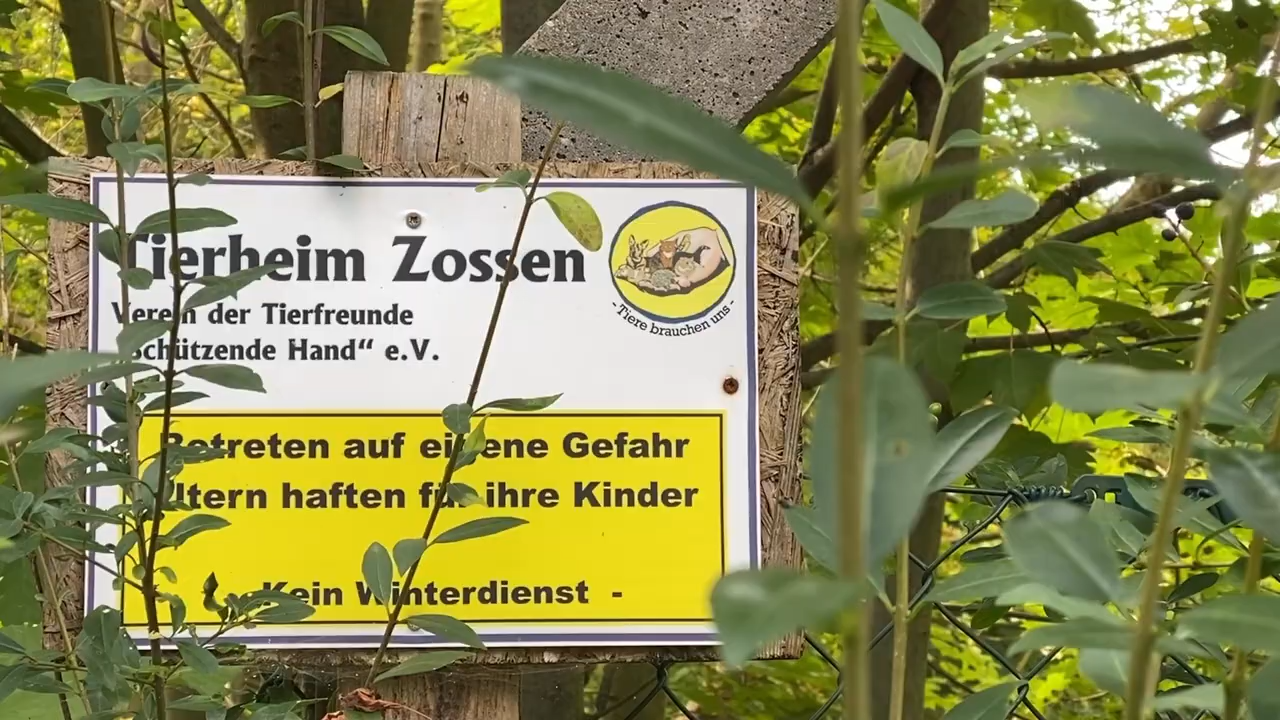 Tierheim Zossen
Verein der Tierfreunde
„Schützende Hand“ e.V.
-Tiere brauchen uns-
Betreten auf eigene Gefahr
Eltern haften für ihre Kinder
- Kein Winterdienst -